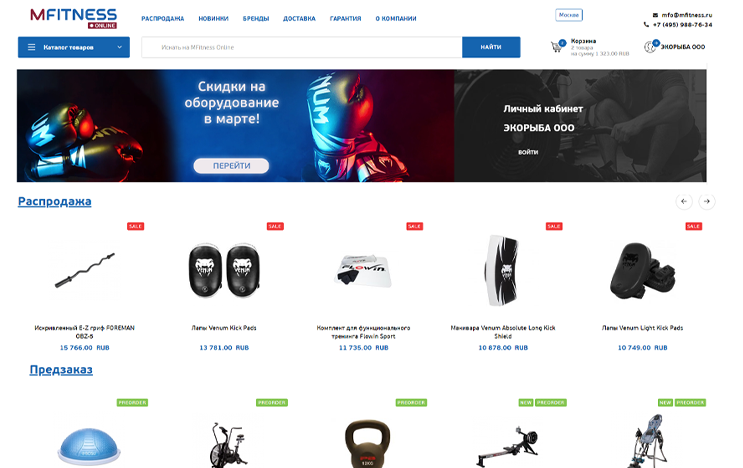 MFITNESS
ONLINE
РАСПРОДАЖА НОВИНКИ БРЕНДЫ ДОСТАВКА ГАРАНТИЯ О КОМПАНИИ
Москва
info@mfitness.ru
+7 (495) 988-76-34
Каталог товаров
Искать на MFitness Online
НАЙТИ
Корзина
2 товара
на сумму 1 323.00 RUB
ЭКОРЫБА ООО
Скидки на
оборудование
в марте!
ПЕРЕЙТИ
Личный кабинет
ЭКОРЫБА ООО
ВОЙТИ
Распродажа
SALE SALE SALE SALE SALE
Искривленный E-Z гриф FOREMAN
OBZ-5
15 766.00 RUB
Лапы Venum Kick Pads
13 781.00 RUB
Комплект для функционального
тренинга Flowin Sport
11 735.00 RUB
Макивара Venum Absolute Long Kick
Shield
10 878.00 RUB
Лапы Venum Light Kick Pads
10 749.00 RUB
Предзаказ
PREORDER PREORDER PREORDER NEW PREORDER NEW PREORDER